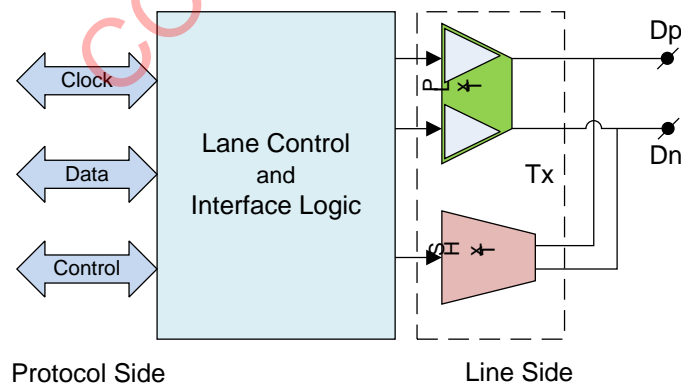 Clock
Data
Control
Lane Control
and
Interface Logic
Tx
Dp
Dn
Protocol Side
Line Side